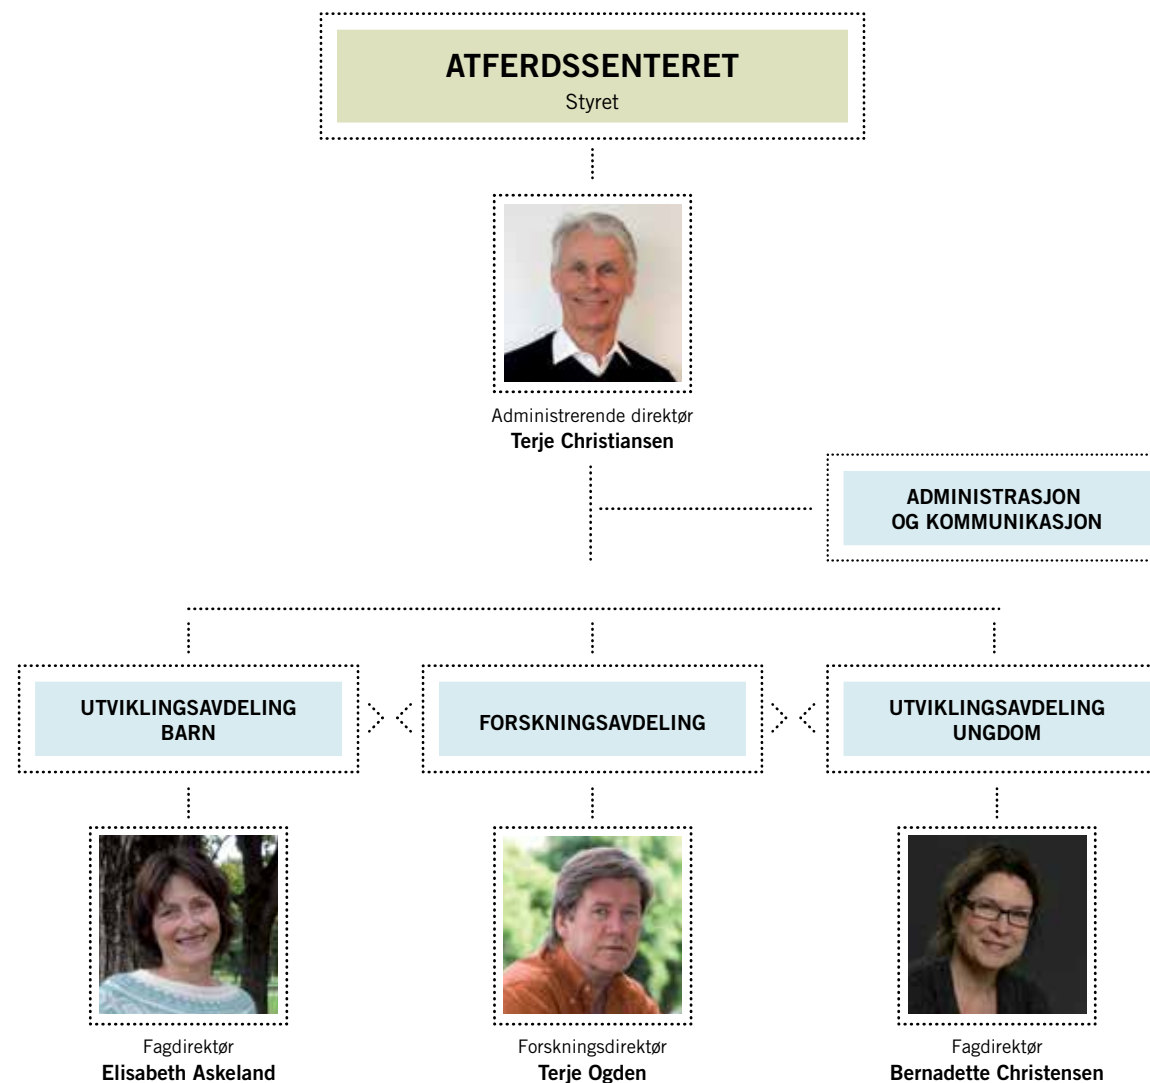 ATFERDSSENTERET
Styret
Administrerende direktør
Terje Christiansen
ADMINISTRASJON
OG KOMMUNIKASJON
UTVIKLINGSAVDELING
BARN
FORSKNINGSAVDELING
UTVIKLINGSAVDELING
UNGDOM
Fagdirektør
Elisabeth Askeland
Forskningsdirektør
Terje Ogden
Fagdirektør
Bernadette Christensen